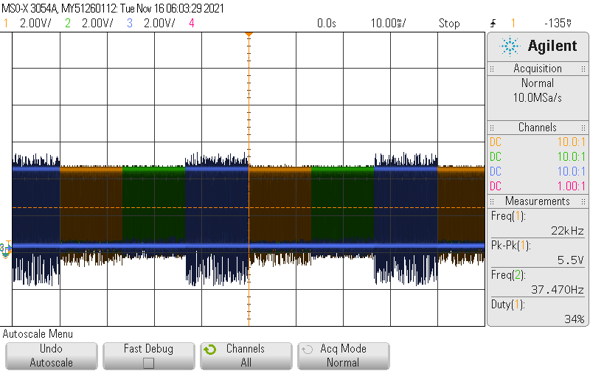 MSO-X 3054A, MY51260112: Tue Nov 16 06:03:29 2021
1 2.00V/ 2 2.00V/ 3 2.00V/ 4 0.0s 10.00ms/ Stop 1 -135mV
Agilent
Acquisition
Normal
10.0MSa/s
Channels
DC 10.0:1
DC 10.0:1
DC 10.0:1
DC 1.00:1
Measurements
Freq(1):
22kHz
Pk-Pk(1):
5.5V
Freq(2):
37.470Hz
Duty(1):
34%
Autoscale Menu
Undo Autoscale
Fast Debug
Channels All
Acq Mode Normal